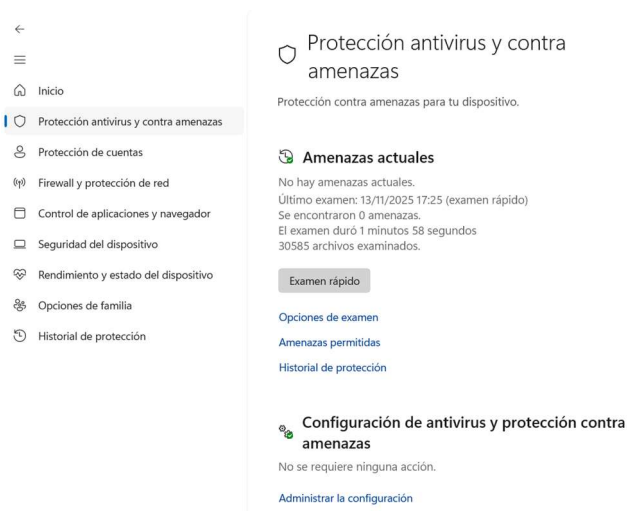 Inicio
Protección antivirus y contra amenazas
Protección de cuentas
Firewall y protección de red
Control de aplicaciones y navegador
Seguridad del dispositivo
Rendimiento y estado del dispositivo
Opciones de familia
Historial de protección
Protección antivirus y contra
amenazas
Protección contra amenazas para tu dispositivo.
Amenazas actuales
No hay amenazas actuales.
Último examen: 13/11/2025 17:25 (examen rápido)
Se encontraron 0 amenazas.
El examen duró 1 minutos 58 segundos
30585 archivos examinados.
Examen rápido
Opciones de examen
Amenazas permitidas
Historial de protección
Configuración de antivirus y protección contra
amenazas
No se requiere ninguna acción.
Administrar la configuración